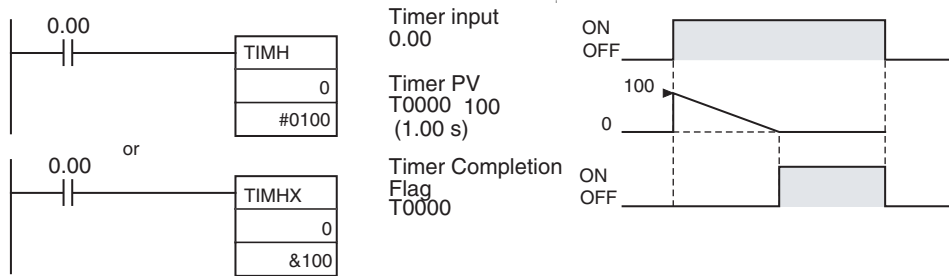 0.00
TIMH
0
#0100
or
0.00
TIMHX
0
&100
Timer input
0.00
Timer PV
T0000 100
(1.00 s)
Timer Completion
Flag
T0000
ON
OFF
100
0
ON
OFF